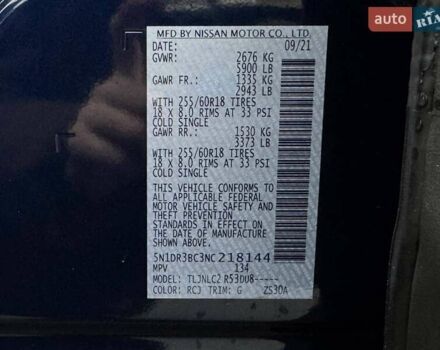 AUTO RIA
MFD BY NISSAN MOTOR CO., LTD.
DATE: 09/21
GVWR: 2676 KG
5900 LB
GAWR FR.: 1335 KG
2943 LB
WITH 255/60R18 TIRES
18 x 8.0 RIMS AT 33 PSI
COLD SINGLE
GAWR RR.: 1530 KG
3373 LB
WITH 255/60R18 TIRES
18 x 8.0 RIMS AT 33 PSI
COLD SINGLE
THIS VEHICLE CONFORMS TO
ALL APPLICABLE FEDERAL
MOTOR VEHICLE SAFETY AND
THEFT PREVENTION
STANDARDS IN EFFECT ON
THE DATE OF MANUFACTURE
SHOWN ABOVE.
5N1DR3BC3NC218144
MPV 134
MODEL: TLJNLC2 R53DU8-----
COLOR: RCJ TRIM: G ZS30A